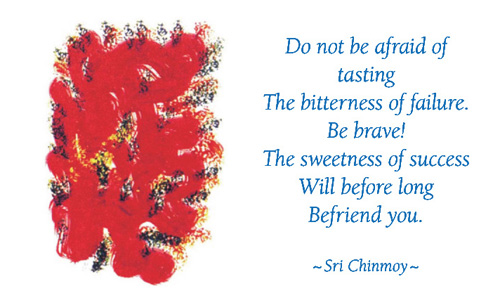 Do not be afraid of
tasting
The bitterness of failure.
Be brave!
The sweetness of success
Will before long
Befriend you.
~Sri Chinmoy~